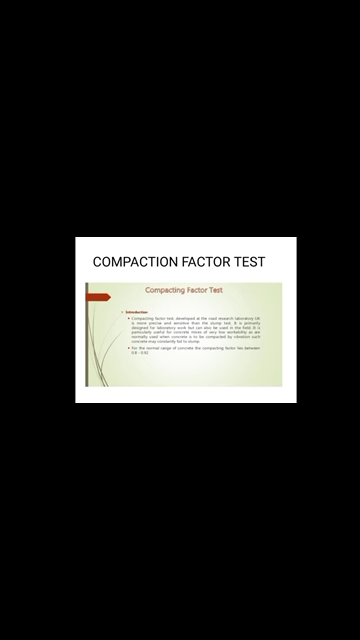 COMPACTION FACTOR TEST
Compacting Factor Test
Introduction:
Compacting factor test, developed at the road research laboratory UK
is more precise and sensitive than the slump test. It is primarily
designed for laboratory work but can also be used in the field. It is
particularly useful for concrete mixes of very low workability as are
normally used when concrete is to be compacted by vibration such
concrete may constantly fail to slump.
For the normal range of concrete the compacting factor lies between
0.8 - 0.92